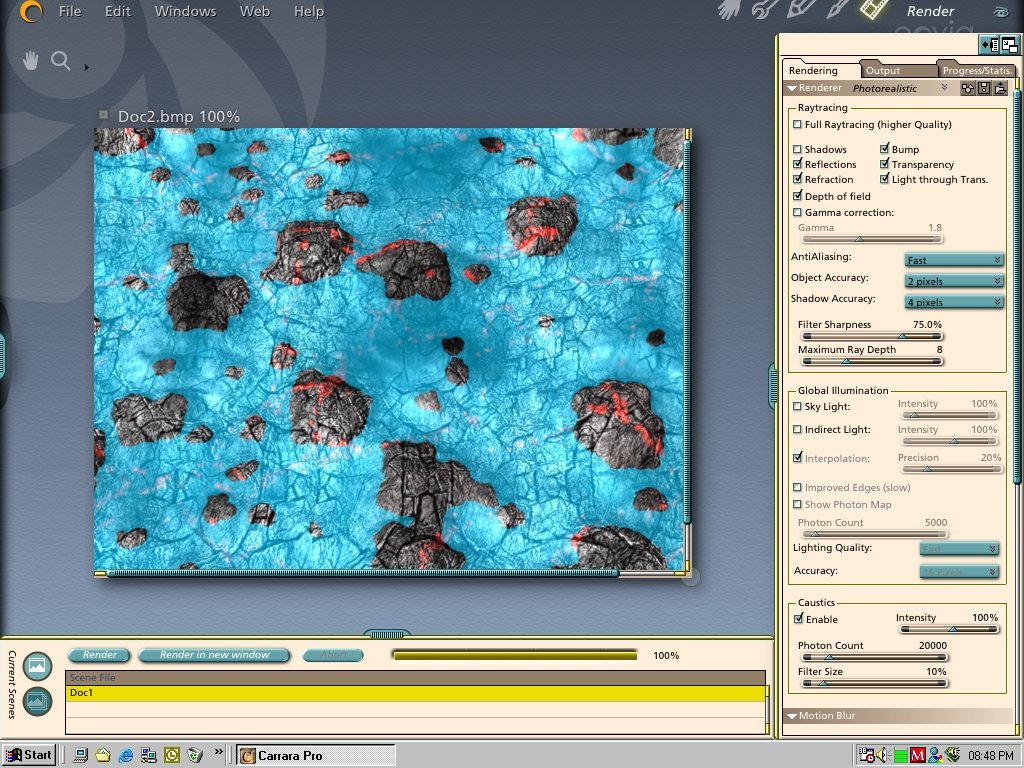 File Edit Windows Web Help
Render
Doc2.bmp 100%
Rendering Output Progress/Statis.
Renderer Photorealistic
Raytracing
Full Raytracing (higher Quality)
Shadows Bump
Reflections Transparency
Refraction Light through Trans.
Depth of field
Gamma correction:
Gamma 1.8
AntiAliasing: Fast
Object Accuracy: 2 pixels
Shadow Accuracy: 4 pixels
Filter Sharpness 75.0%
Maximum Ray Depth 8
Global Illumination
Sky Light: Intensity 100%
Indirect Light: Intensity 100%
Interpolation: Precision 20%
Improved Edges (slow)
Show Photon Map
Photon Count 5000
Lighting Quality: Fast
Accuracy: 16 Pixels
Caustics
Enable Intensity 100%
Photon Count 20000
Filter Size 10%
Motion Blur
Current Scenes
Render Render in new window Abort 100%
Scene File
Doc1
Start Carrara Pro 08:48 PM